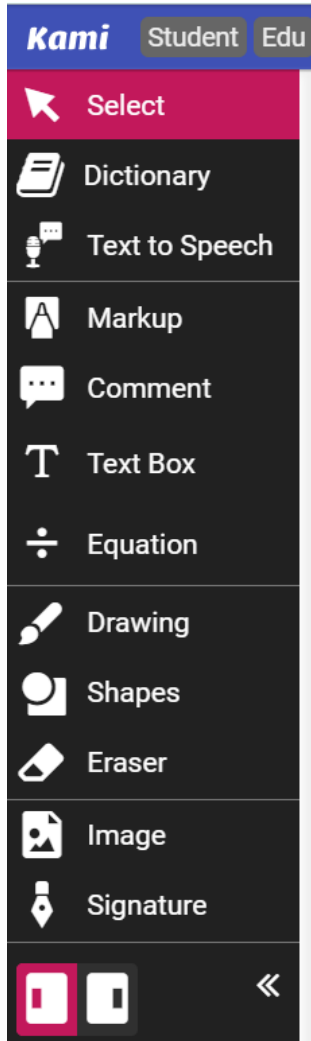 Kami Student Edu
Select
Dictionary
Text to Speech
Markup
Comment
Text Box
Equation
Drawing
Shapes
Eraser
Image
Signature